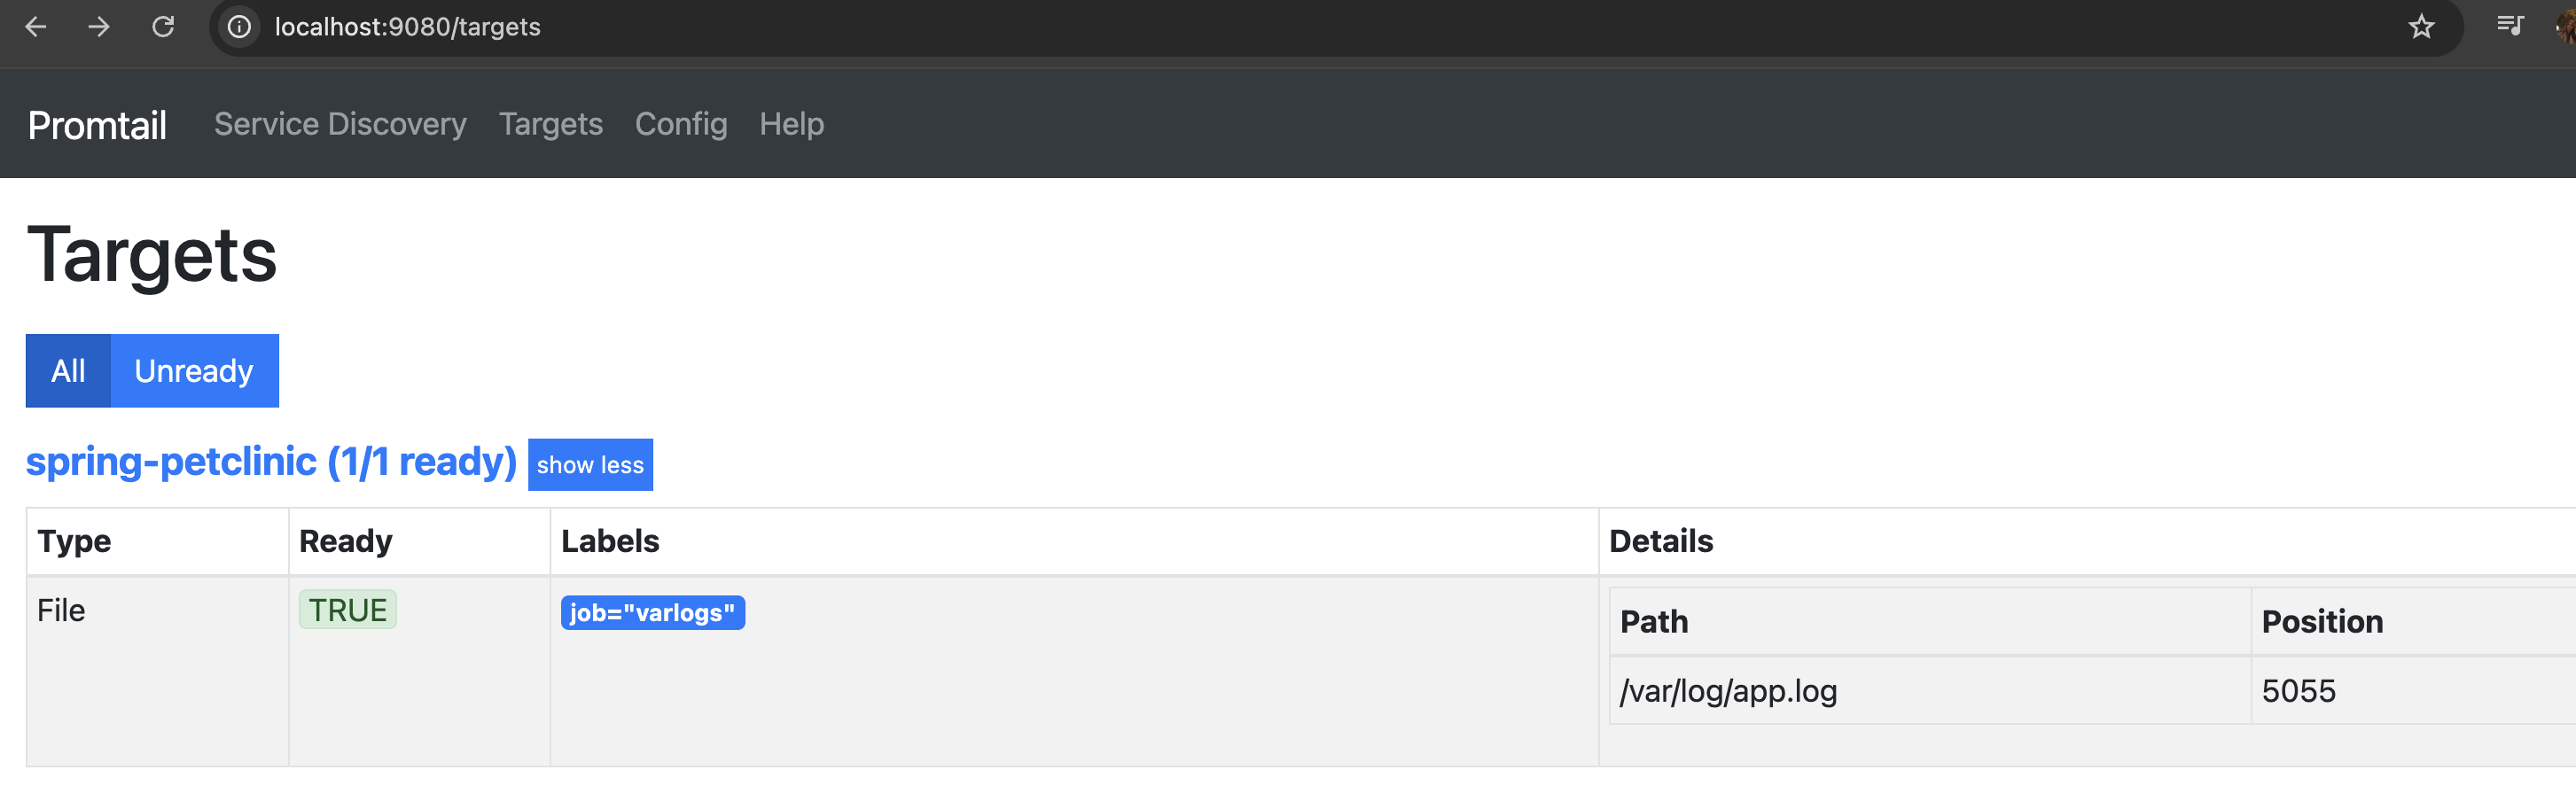 localhost:9080/targets
Promtail Service Discovery Targets Config Help
Targets
All Unready
spring-petclinic (1/1 ready) show less
Type Ready Labels Details
File TRUE job="varlogs"
Path Position
/var/log/app.log 5055